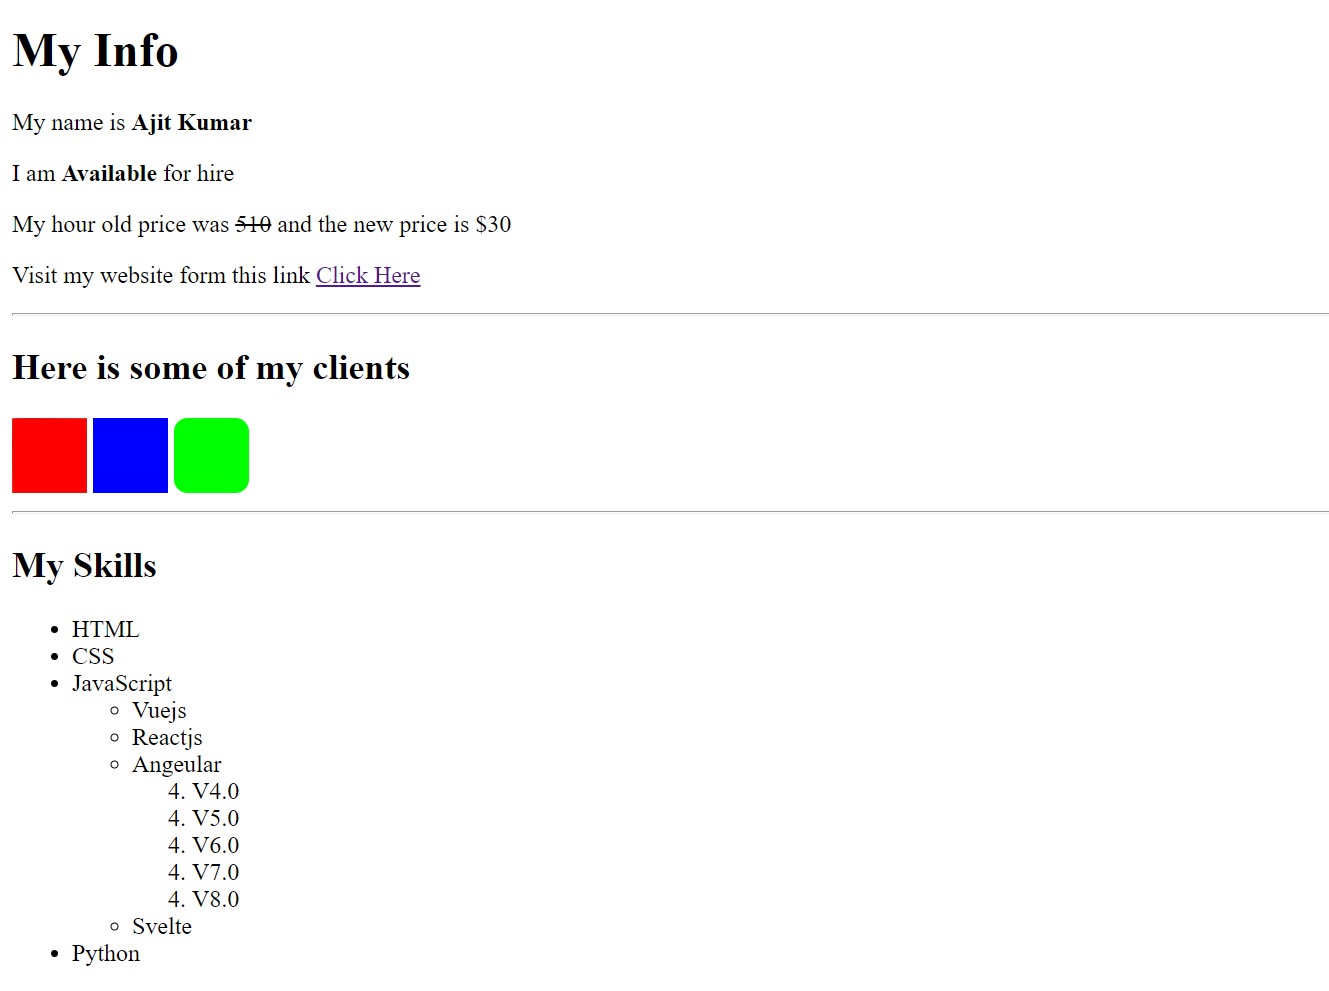 My Info
My name is Ajit Kumar
I am Available for hire
My hour old price was 510 and the new price is $30
Visit my website form this link Click Here
Here is some of my clients
My Skills
• HTML
• CSS
• JavaScript
◦ Vuejs
◦ Reactjs
◦ Angeular
4. V4.0
4. V5.0
4. V6.0
4. V7.0
4. V8.0
◦ Svelte
• Python